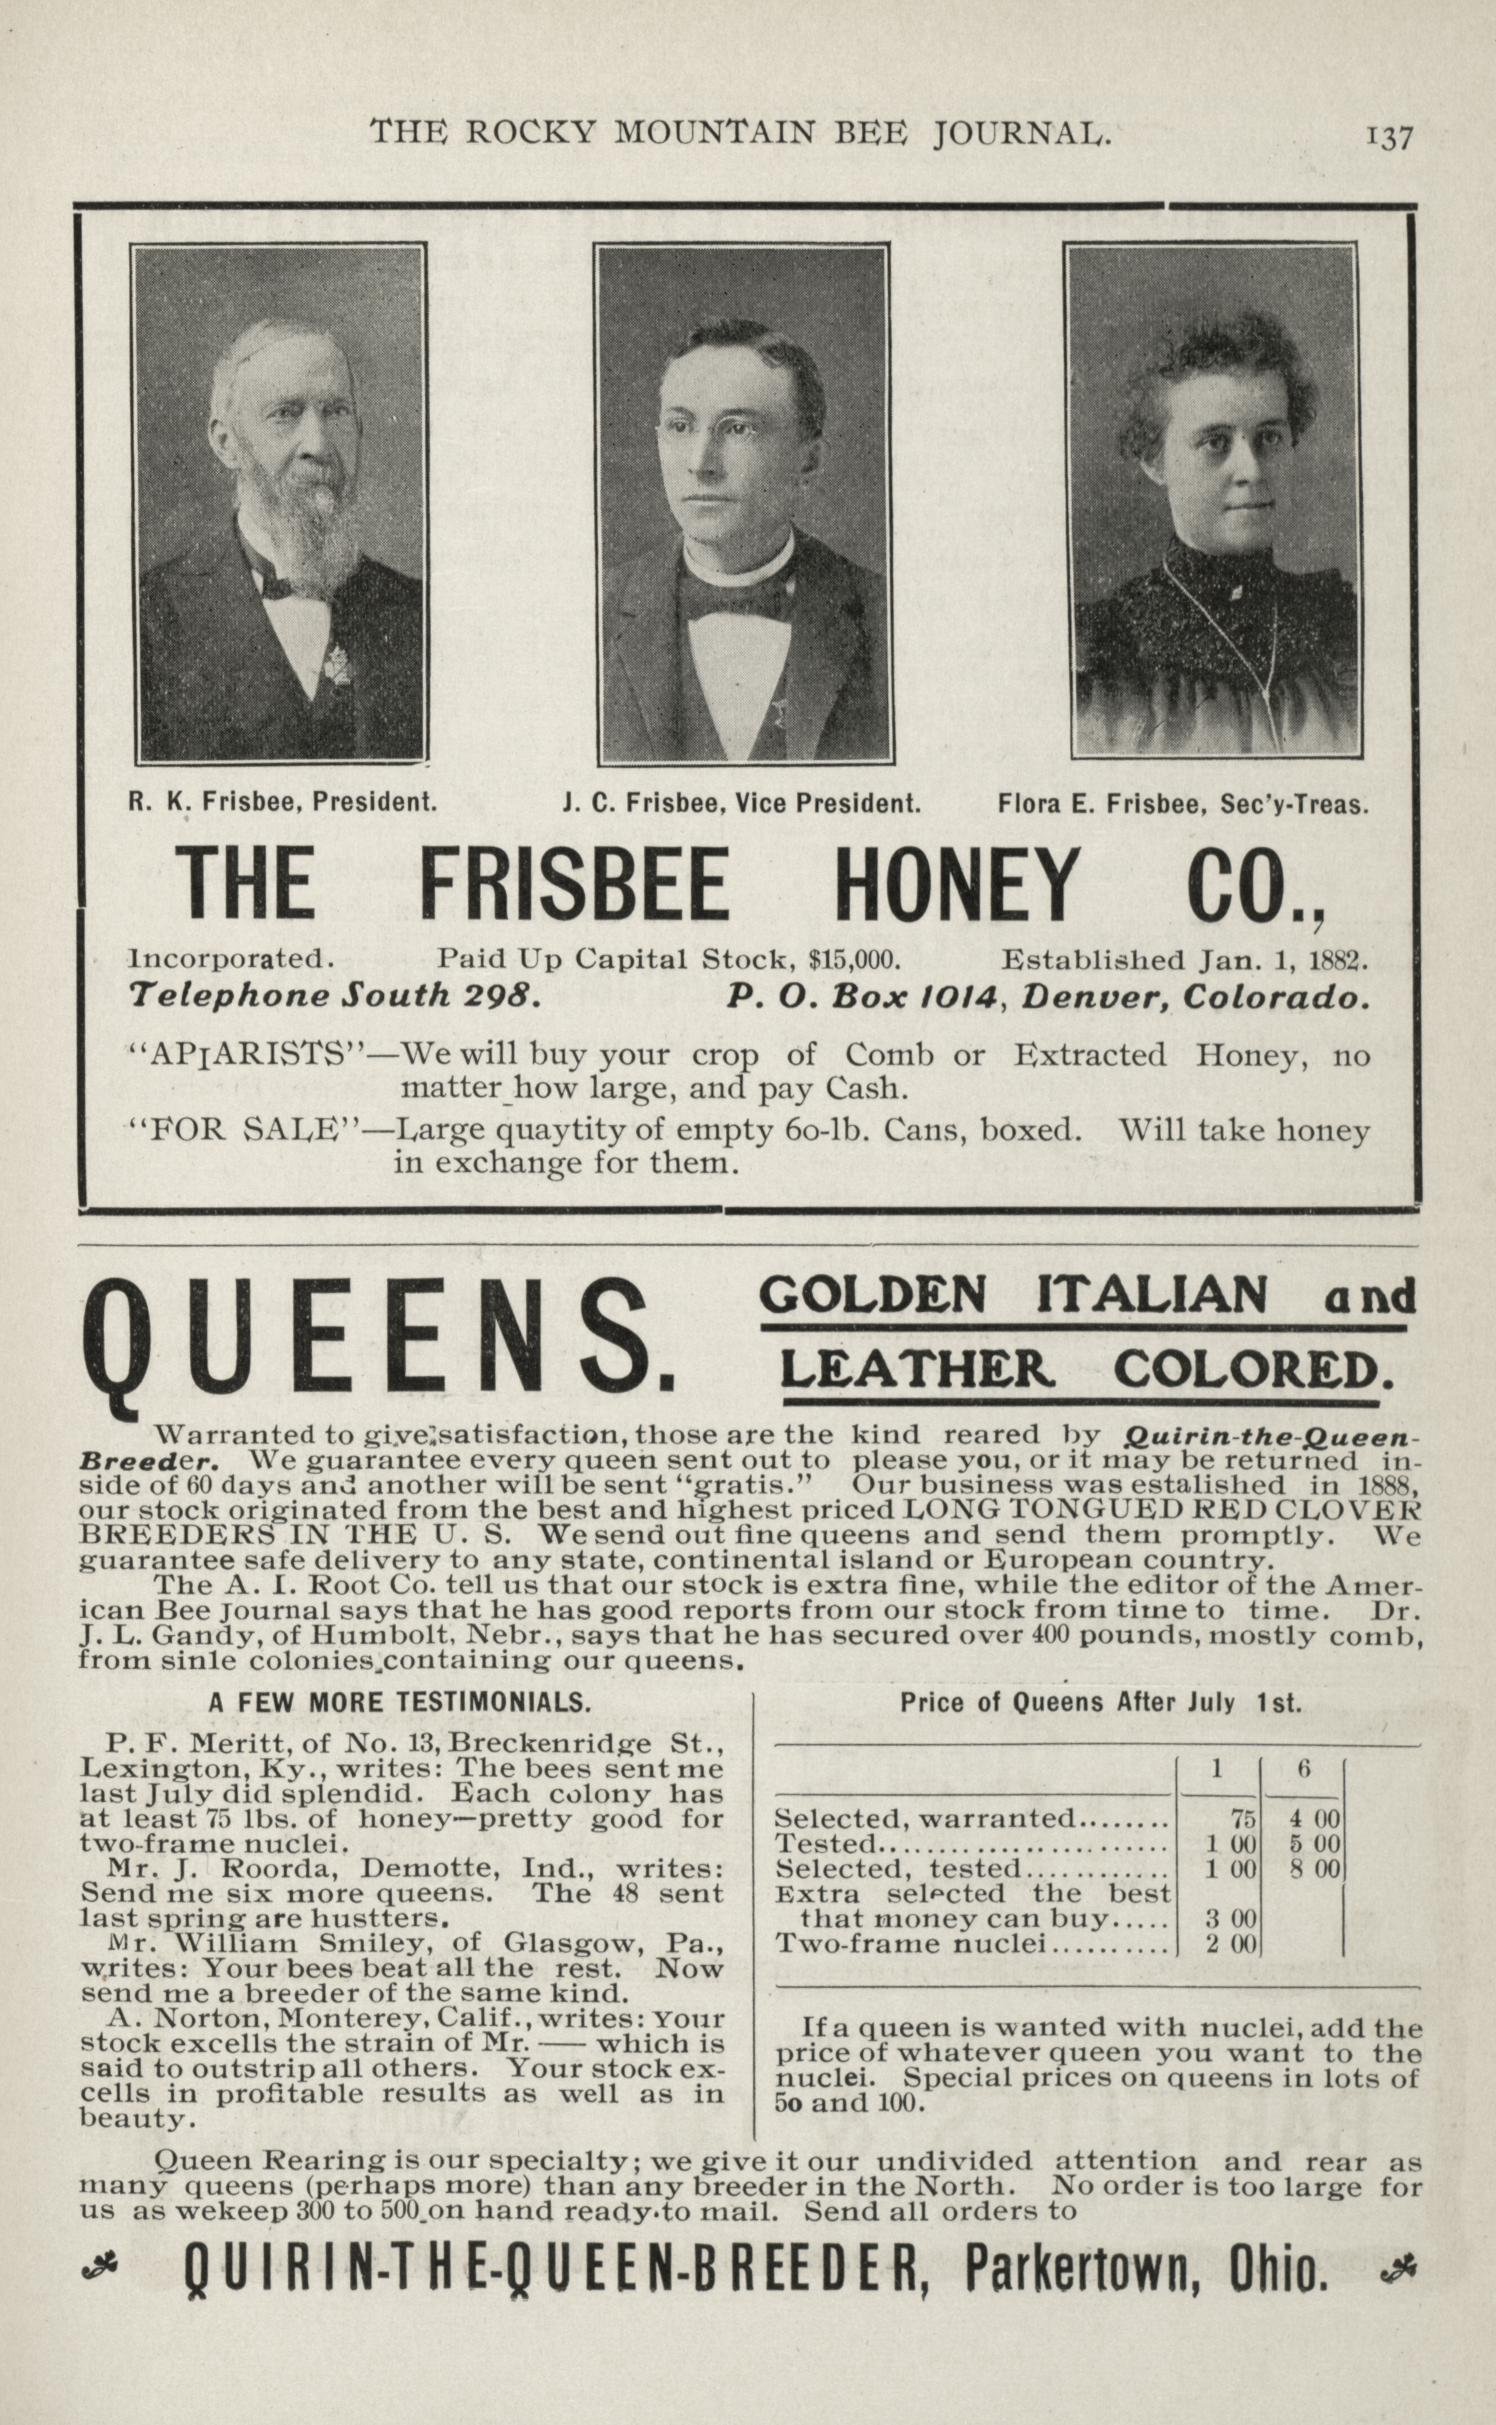 THE ROCKY MOUNTAIN BEE JOURNAL. 137
R. K. Frisbee, President. J. C. Frisbee, Vice President. Flora E. Frisbee, Sec'y-Treas.
THE FRISBEE HONEY CO.,
Incorporated. Paid Up Capital Stock, $15,000. Established Jan. 1, 1882.
Telephone South 298. P. O. Box 1014, Denver, Colorado.
"APIARISTS"—We will buy your crop of Comb or Extracted Honey, no
matter how large, and pay Cash.
"FOR SALE"—Large quaytity of empty 60-lb. Cans, boxed. Will take honey
in exchange for them.
QUEENS.
GOLDEN ITALIAN and
LEATHER COLORED.
Warranted to give satisfaction, those are the kind reared by Quirin-the-Queen-
Breeder. We guarantee every queen sent out to please you, or it may be returned in-
side of 60 days and another will be sent "gratis." Our business was estalished in 1888,
our stock originated from the best and highest priced LONG TONGUED RED CLOVER
BREEDERS IN THE U. S. We send out fine queens and send them promptly. We
guarantee safe delivery to any state, continental island or European country.
The A. I. Root Co. tell us that our stock is extra fine, while the editor of the Amer-
ican Bee Journal says that he has good reports from our stock from time to time. Dr.
J. L. Gandy, of Humbolt, Nebr., says that he has secured over 400 pounds, mostly comb,
from sinle colonies containing our queens.
A FEW MORE TESTIMONIALS.
P. F. Meritt, of No. 13, Breckenridge St.,
Lexington, Ky., writes: The bees sent me
last July did splendid. Each colony has
at least 75 lbs. of honey—pretty good for
two-frame nuclei.
Mr. J. Roorda, Demotte, Ind., writes:
Send me six more queens. The 48 sent
last spring are hustters.
Mr. William Smiley, of Glasgow, Pa.,
writes: Your bees beat all the rest. Now
send me a breeder of the same kind.
A. Norton, Monterey, Calif., writes: Your
stock excells the strain of Mr. —— which is
said to outstrip all others. Your stock ex-
cells in profitable results as well as in
beauty.
Price of Queens After July 1st.
1 6
Selected, warranted........ 75 4 00
Tested........................ 1 00 5 00
Selected, tested............ 1 00 8 00
Extra selected the best
that money can buy..... 3 00
Two-frame nuclei.......... 2 00
If a queen is wanted with nuclei, add the
price of whatever queen you want to the
nuclei. Special prices on queens in lots of
50 and 100.
Queen Rearing is our specialty; we give it our undivided attention and rear as
many queens (perhaps more) than any breeder in the North. No order is too large for
us as wekeep 300 to 500 on hand ready to mail. Send all orders to
QUIRIN-THE-QUEEN-BREEDER, Parkertown, Ohio.